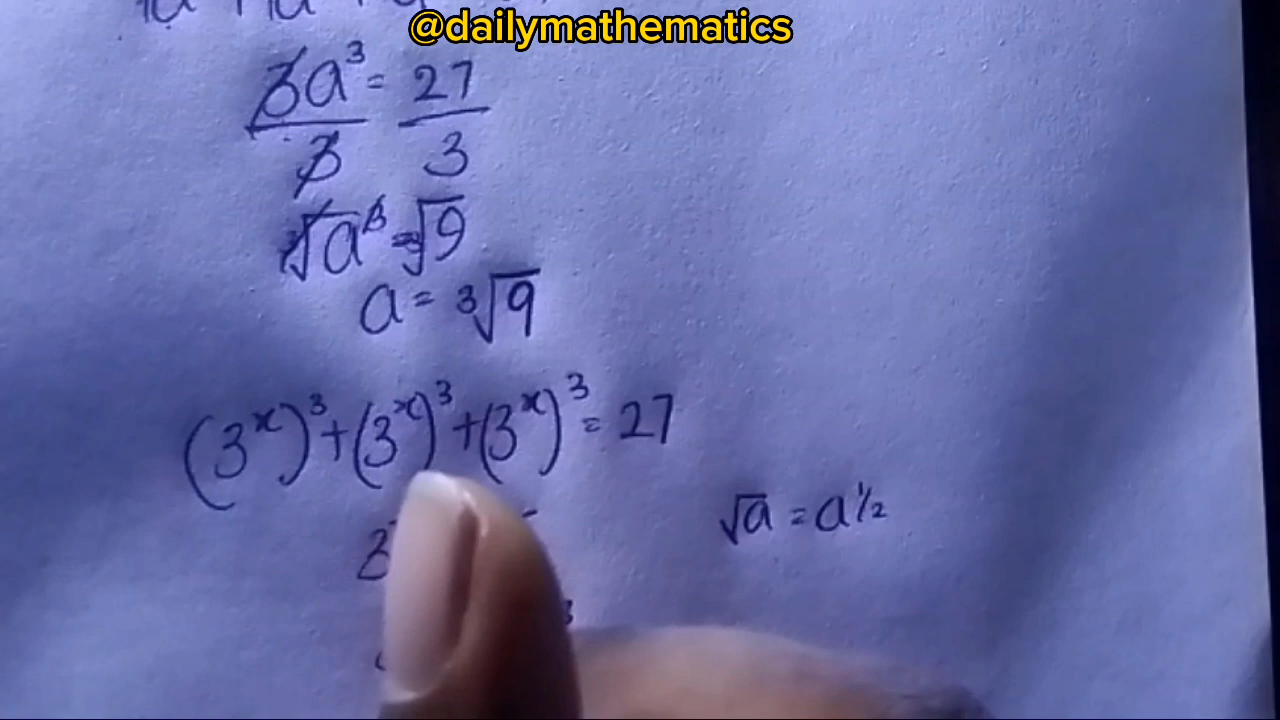 @dailymathematics
3a³ = 27
3 3
∛a³ = ∛9
a = ∛9
(3ˣ)³ + (3ˣ)³ + (3ˣ)³ = 27
√a = a½